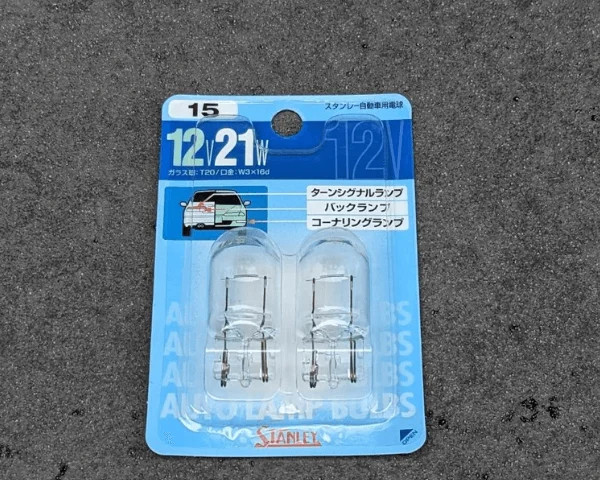 15
スタンレー自動車用電球
12V21W
12V
ガラス球:T20/口金:W3×16d
ターンシグナルランプ
バックランプ
コーナリングランプ
AUTO LAMP BULBS
STANLEY
OPEN